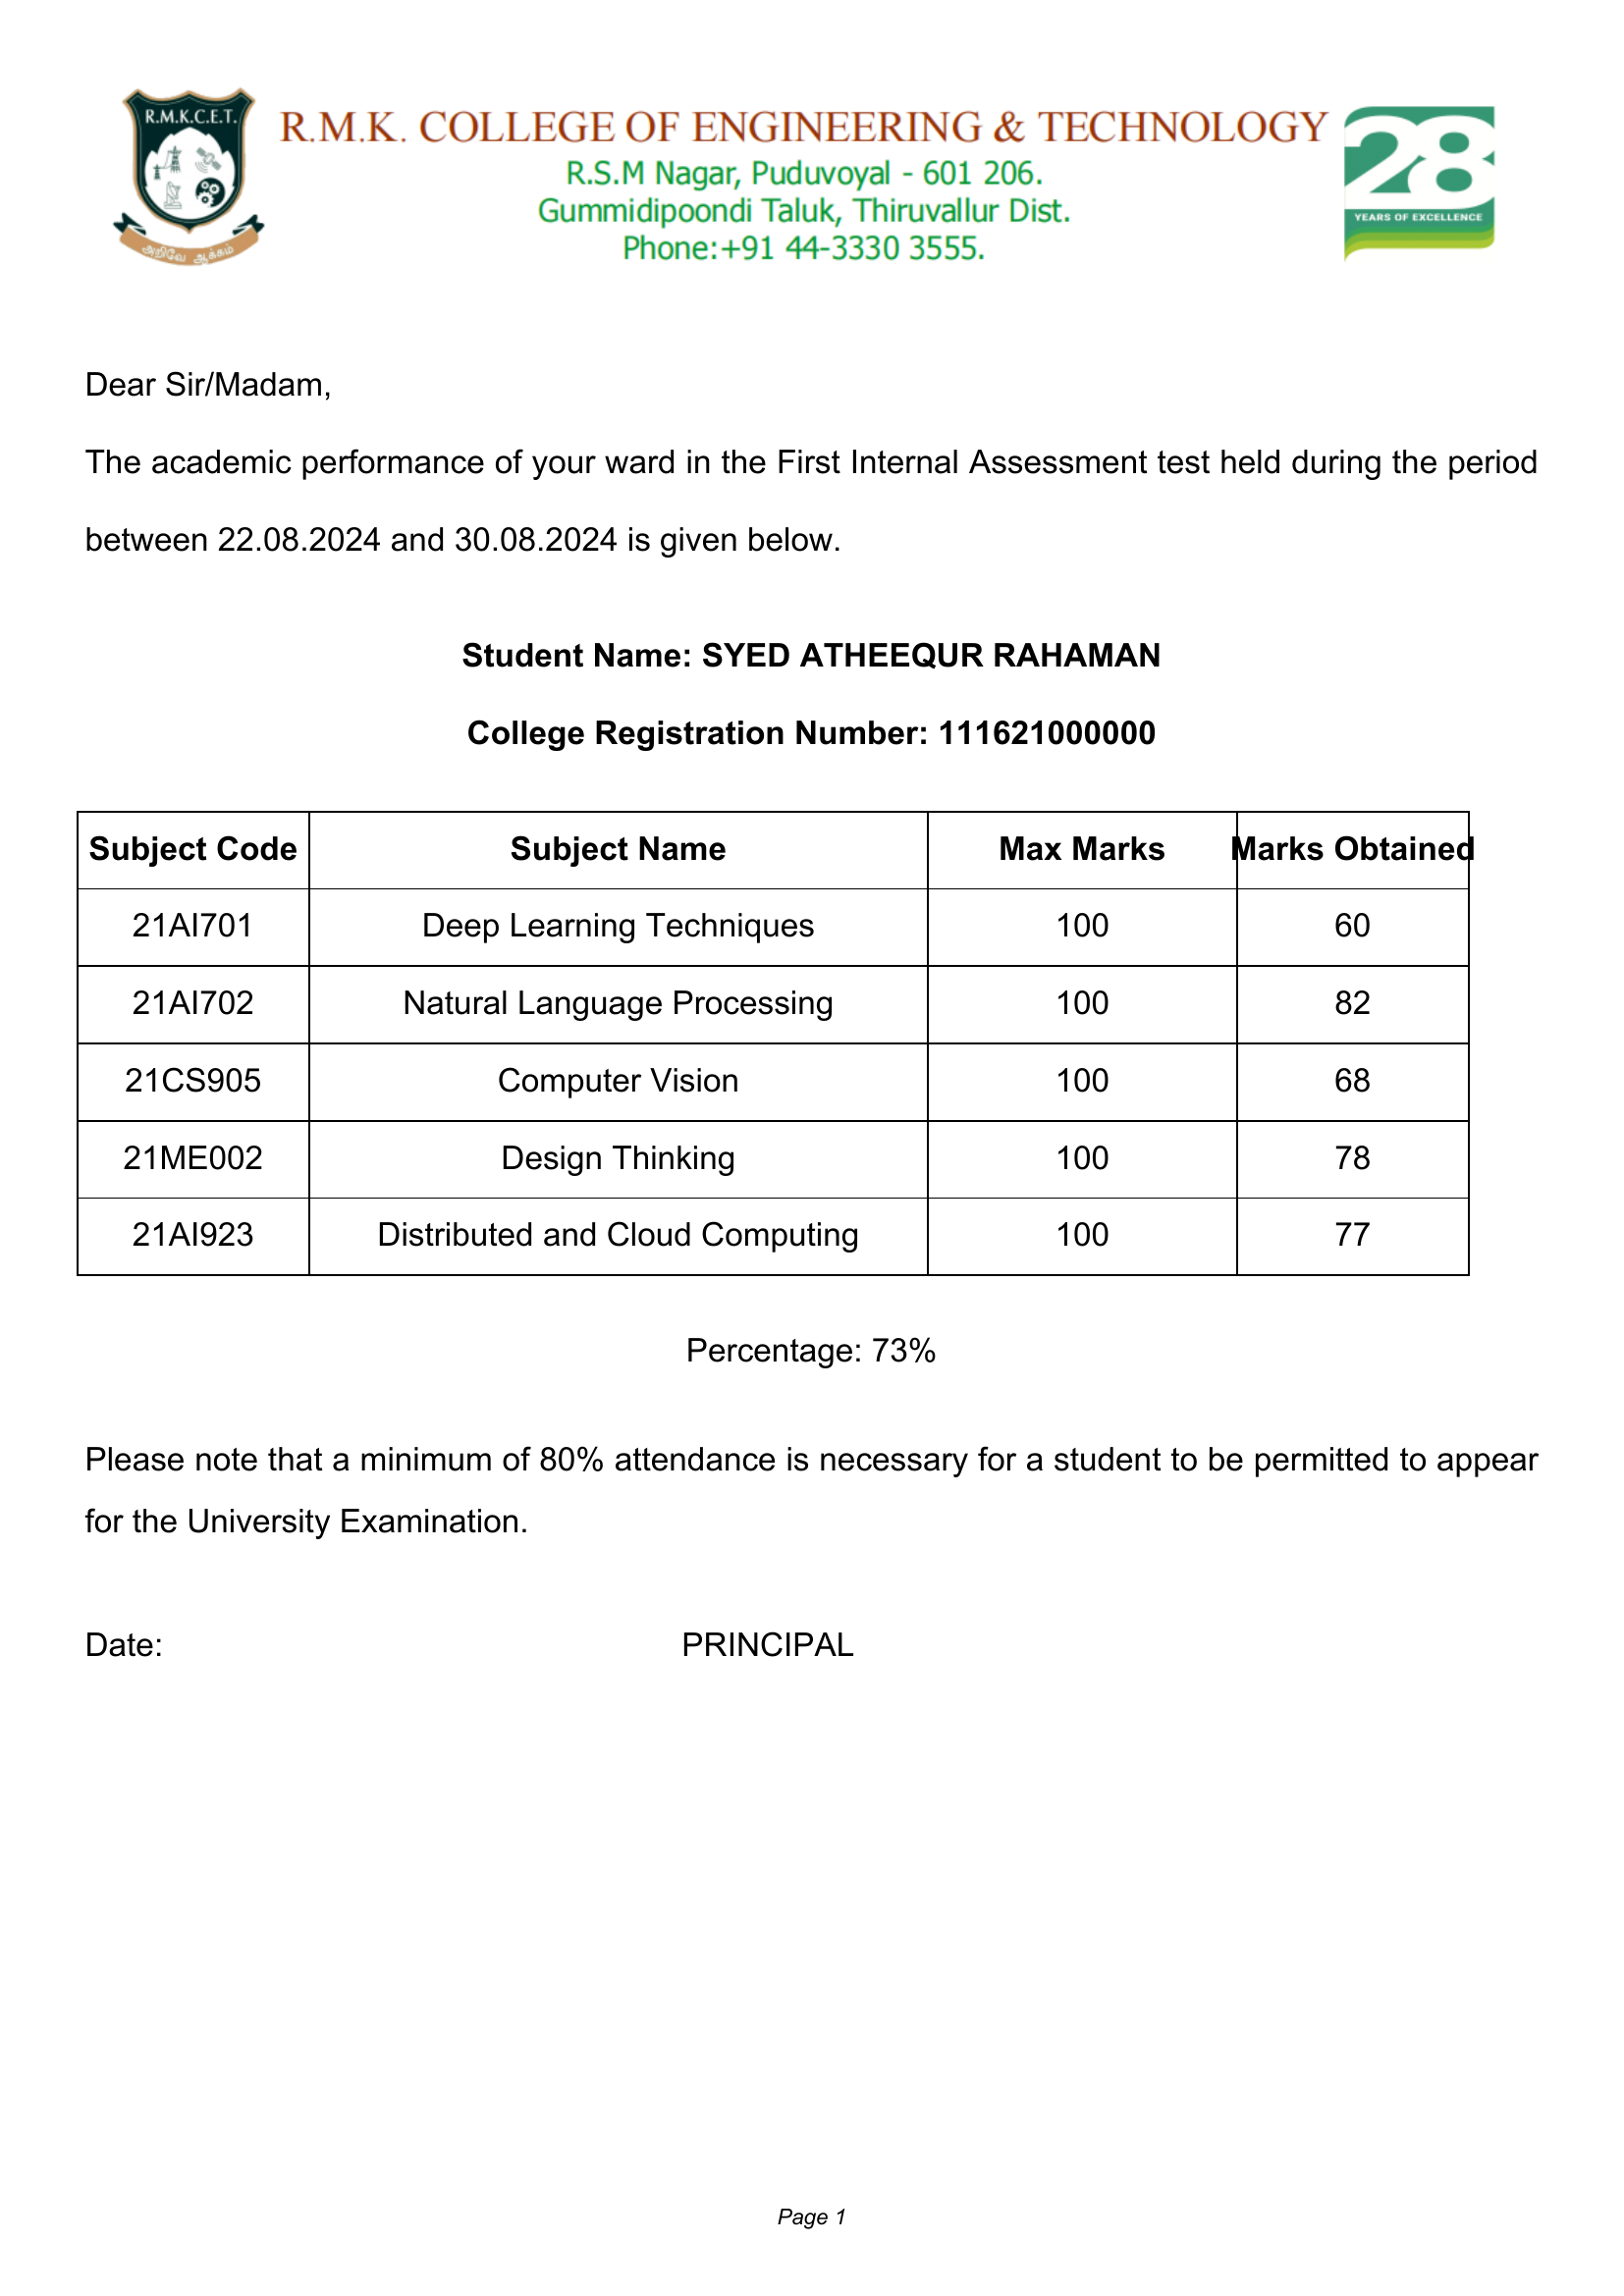 R.M.K.C.E.T.
அறிவே ஆக்கம்
R.M.K. COLLEGE OF ENGINEERING & TECHNOLOGY
R.S.M Nagar, Puduvoyal - 601 206.
Gummidipoondi Taluk, Thiruvallur Dist.
Phone:+91 44-3330 3555.
28
YEARS OF EXCELLENCE
Dear Sir/Madam,
The academic performance of your ward in the First Internal Assessment test held during the period
between 22.08.2024 and 30.08.2024 is given below.
Student Name: SYED ATHEEQUR RAHAMAN
College Registration Number: 111621000000
Subject Code Subject Name Max Marks Marks Obtained
21AI701 Deep Learning Techniques 100 60
21AI702 Natural Language Processing 100 82
21CS905 Computer Vision 100 68
21ME002 Design Thinking 100 78
21AI923 Distributed and Cloud Computing 100 77
Percentage: 73%
Please note that a minimum of 80% attendance is necessary for a student to be permitted to appear
for the University Examination.
Date: PRINCIPAL
Page 1